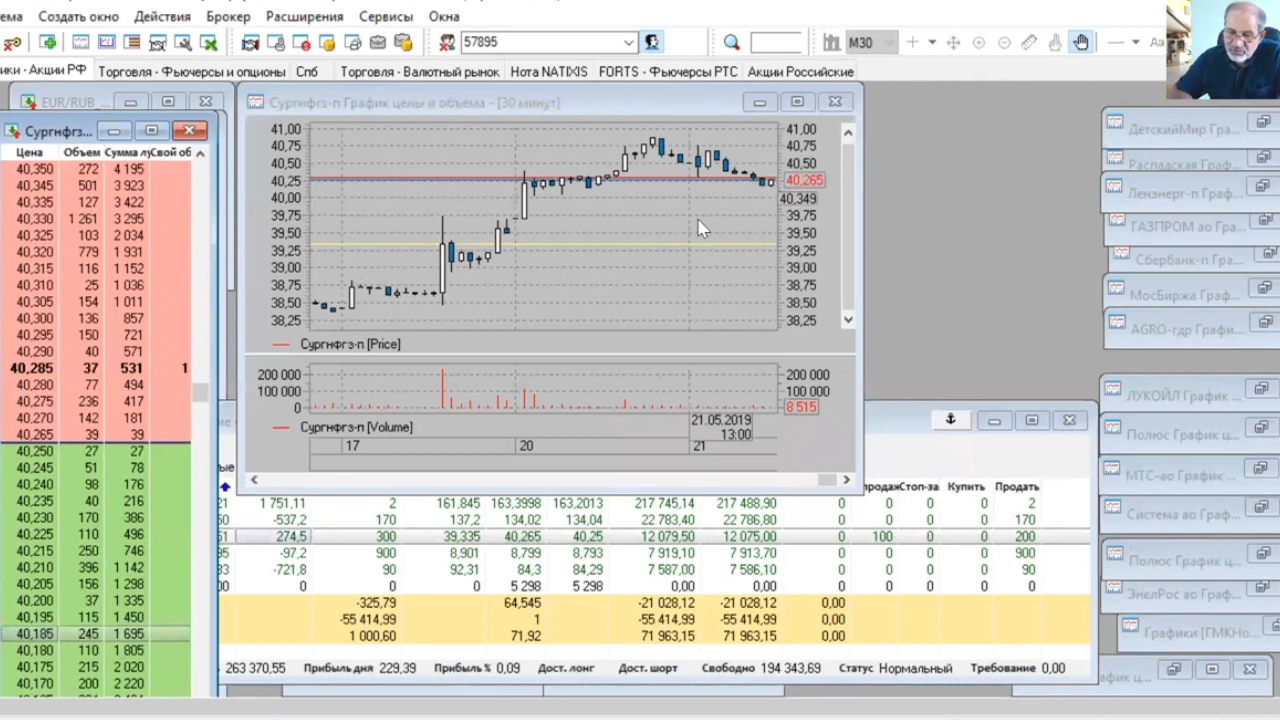 ема Создать окно Действия Брокер Расширения Сервисы Окна
57895 M30
ики - Акции РФ Торговля - Фьючерсы и опционы Спб Торговля - Валютный рынок Нота NATIXIS FORTS - Фьючерсы РТС Акции Российские
EUR/RUB_...
Сургнфгз...
Цена Объем Сумма лу Свой об
40,350 272 4 195
40,345 501 3 923
40,335 127 3 422
40,330 1 261 3 295
40,325 103 2 034
40,320 779 1 931
40,315 116 1 152
40,310 25 1 036
40,305 154 1 011
40,300 136 857
40,295 150 721
40,290 40 571
40,285 37 531 1
40,280 77 494
40,275 236 417
40,270 142 181
40,265 39 39
40,250 27 27
40,245 51 78
40,240 98 176
40,235 40 216
40,230 170 386
40,225 110 496
40,215 250 746
40,210 396 1 142
40,205 156 1 298
40,200 37 1 335
40,195 115 1 450
40,185 245 1 695
40,180 110 1 805
40,175 215 2 020
40,170 200 2 220
Сургнфгз-п График цены и объема - [30 минут]
41,00 41,00
40,75 40,75
40,50 40,50
40,25 40,265
40,00 40,349
39,75 39,75
39,50 39,50
39,25 39,25
39,00 39,00
38,75 38,75
38,50 38,50
38,25 38,25
Сургнфгз-п [Price]
200 000 200 000
100 000 100 000
0 8 515
Сургнфгз-п [Volume]
21.05.2019
13:00
17 20 21
ДетскийМир Гра...
Распадская Граф...
Ленэнерг-п Граф...
ГАЗПРОМ ао Гра...
Сбербанк-п Гра...
МосБиржа Граф...
AGRO-гдр Графи...
ЛУКОЙЛ График ...
Полюс График ц...
МТС-ао График ...
Система ао Граф...
Полюс График ц...
ЭнелРос ао Граф...
Графики [ГМКНо...
афик ц...
ые продаж Стоп-за Купить Продать
21 1 751,11 2 161,845 163,3998 163,2013 217 745,14 217 488,90 0 0 0 0 2
50 -537,2 170 137,2 134,02 134,04 22 783,40 22 786,80 0 0 0 0 170
51 274,5 300 39,335 40,265 40,25 12 079,50 12 075,00 0 100 0 0 200
95 -97,2 900 8,901 8,799 8,793 7 919,10 7 913,70 0 0 0 0 900
33 -721,8 90 92,31 84,3 84,29 7 587,00 7 586,10 0 0 0 0 90
00 0 0 0 5 298 5 298 0,00 0,00 0 0 0 0 0
-325,79 64,545 -21 028,12 -21 028,12 0,00
-55 414,99 1 -55 414,99 -55 414,99 0,00
1 000,60 71,92 71 963,15 71 963,15 0,00
263 370,55 Прибыль дня 229,39 Прибыль % 0,09 Дост. лонг Дост. шорт Свободно 194 343,69 Статус Нормальный Требование 0,00